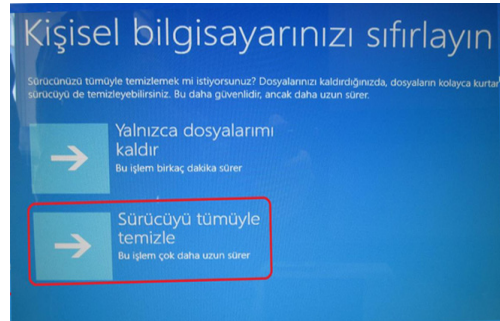 Kişisel bilgisayarınızı sıfırlayın
Sürücünüzü tümüyle temizlemek mi istiyorsunuz? Dosyalarınızı kaldırdığınızda, dosyaların kolayca kurtar
sürücüyü de temizleyebilirsiniz. Bu daha güvenlidir, ancak daha uzun sürer.
Yalnızca dosyalarımı
kaldır
Bu işlem birkaç dakika sürer
Sürücüyü tümüyle
temizle
Bu işlem çok daha uzun sürer